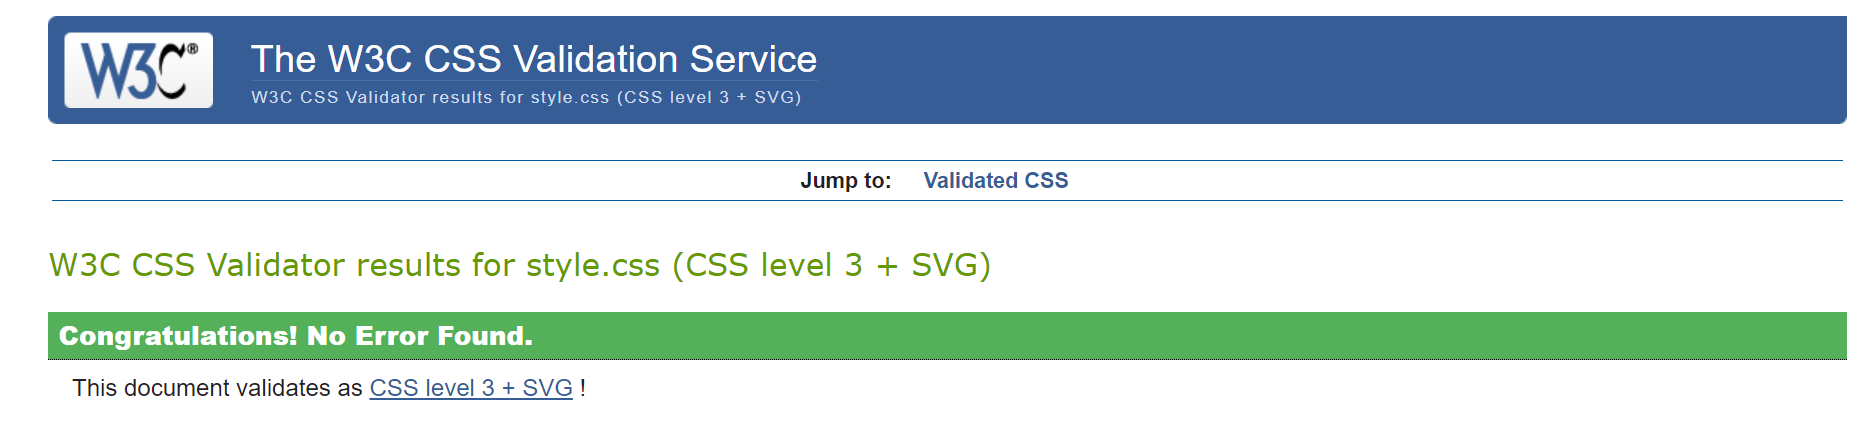 W3C®
The W3C CSS Validation Service
W3C CSS Validator results for style.css (CSS level 3 + SVG)
Jump to: Validated CSS
W3C CSS Validator results for style.css (CSS level 3 + SVG)
Congratulations! No Error Found.
This document validates as CSS level 3 + SVG !